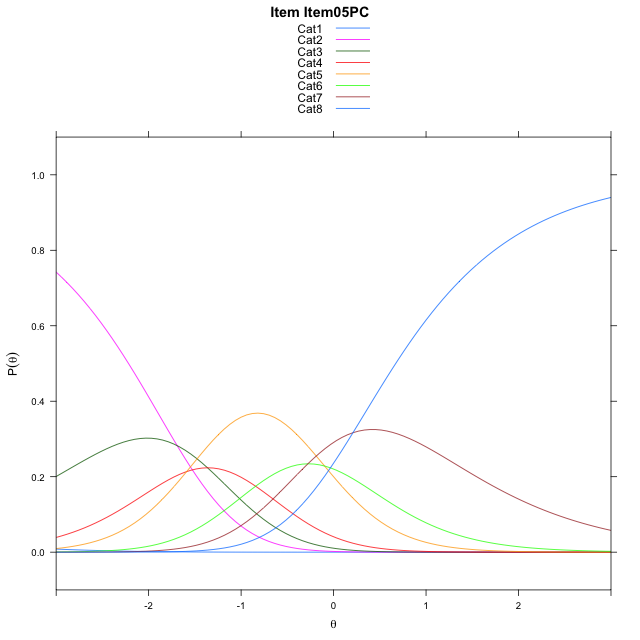 Item Item05PC
Cat1
Cat2
Cat3
Cat4
Cat5
Cat6
Cat7
Cat8
1.0
0.8
0.6
0.4
0.2
0.0
P(θ)
-2 -1 0 1 2
θ